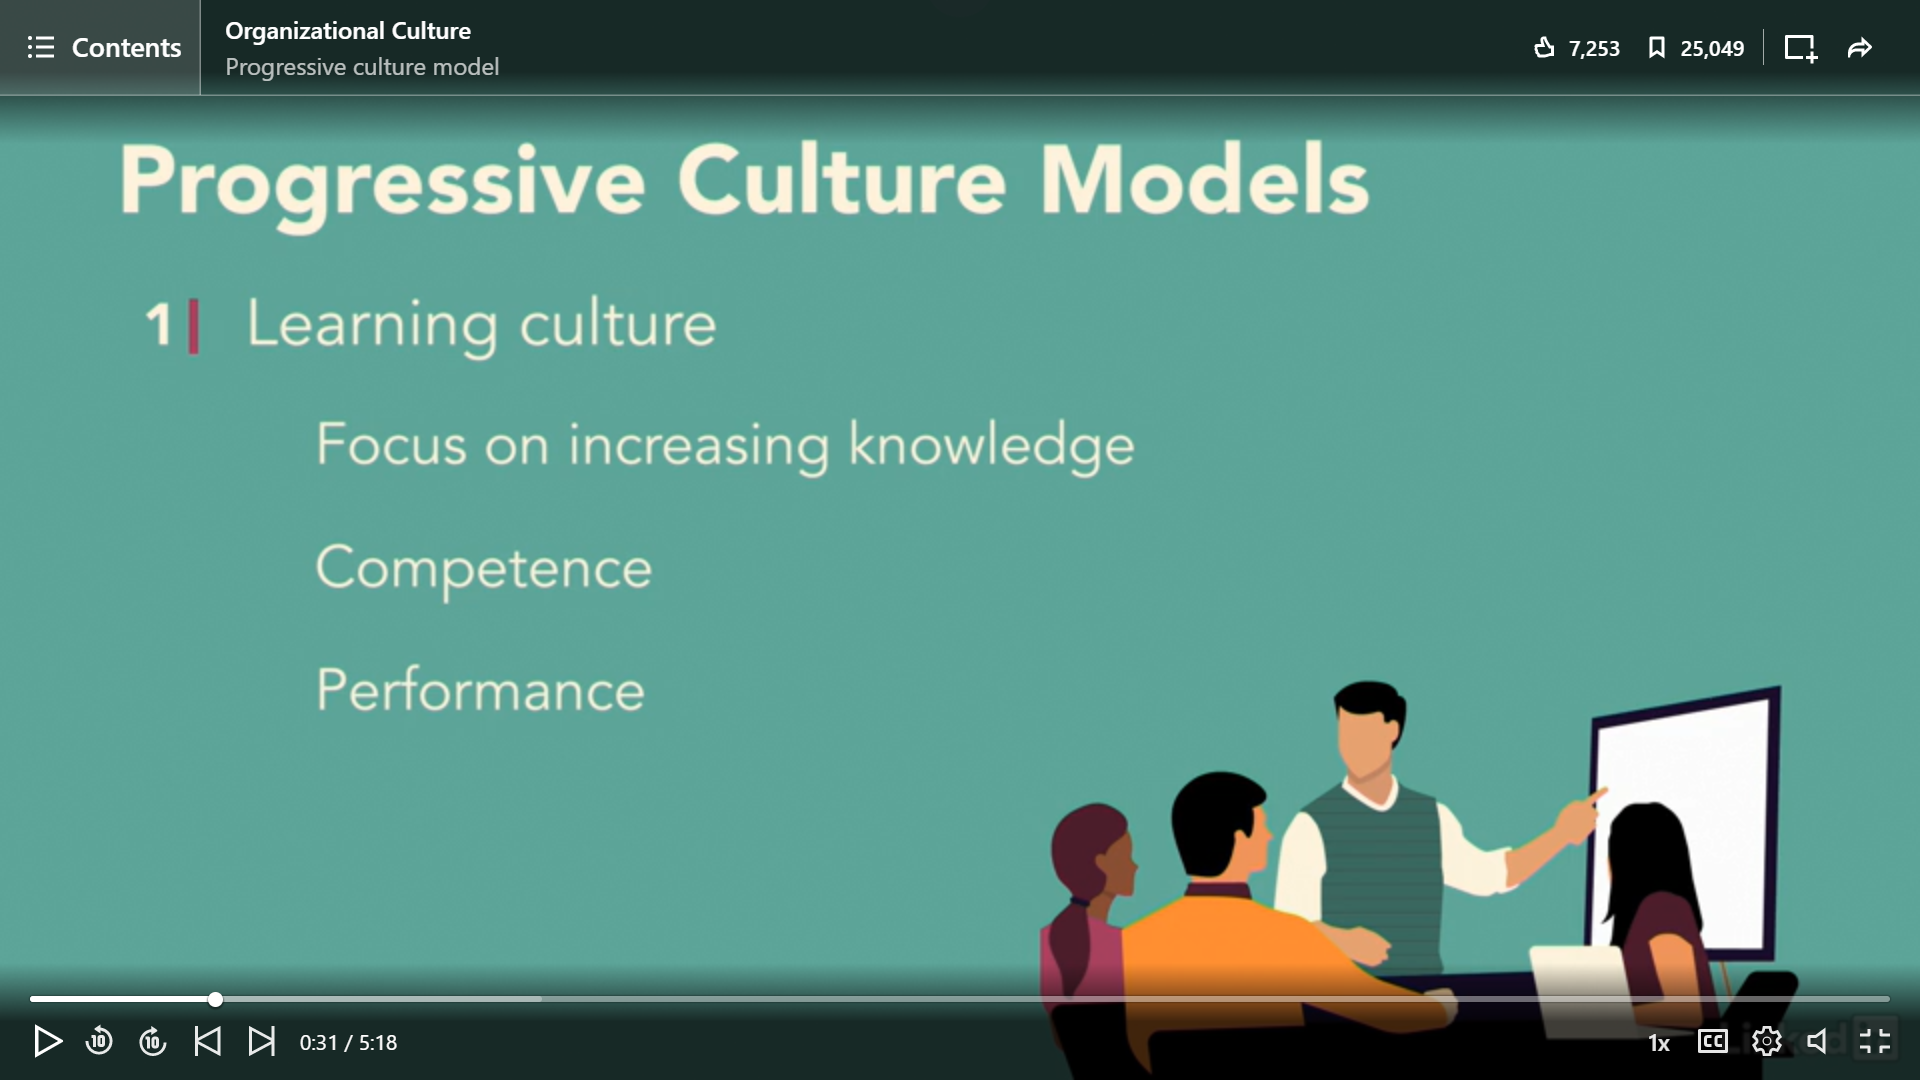 Contents
Organizational Culture
Progressive culture model
7,253
25,049
Progressive Culture Models
1 Learning culture
Focus on increasing knowledge
Competence
Performance
10
10
0:31 / 5:18
1x
CC